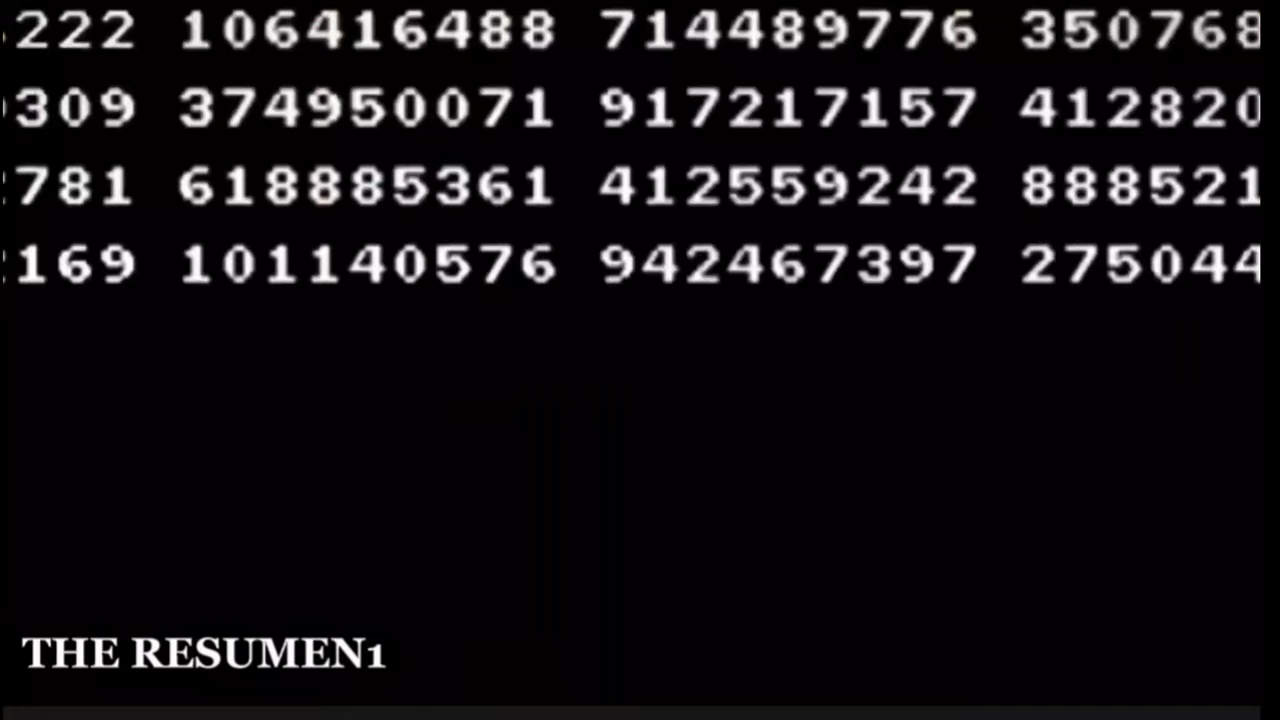 222 106416488 714489776 350768
309 374950071 917217157 412820
781 618885361 412559242 888521
169 101140576 942467397 275044
THE RESUMEN1